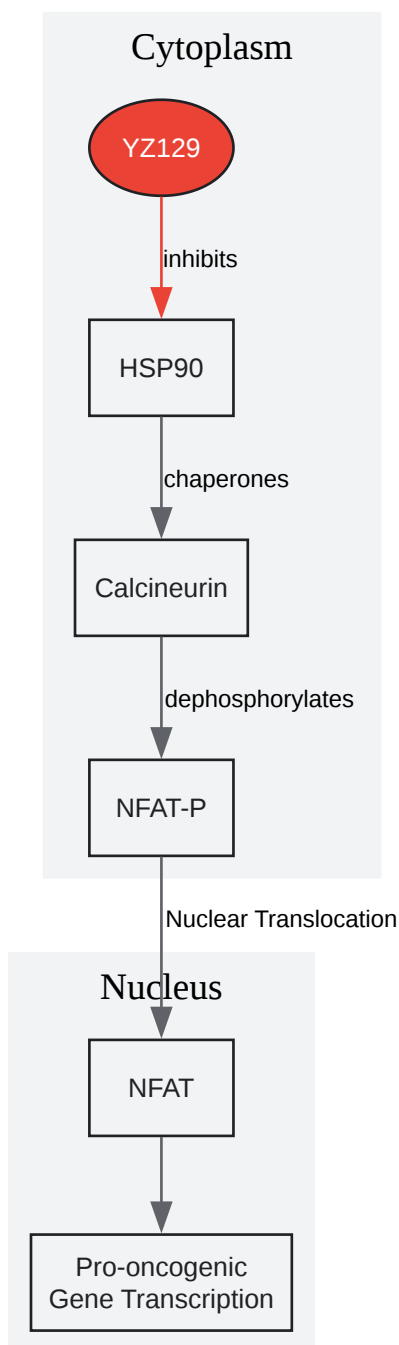 Cytoplasm
YZ129
inhibits
HSP90
chaperones
Calcineurin
dephosphorylates
NFAT-P
Nuclear Translocation
Nucleus
NFAT
Pro-oncogenic
Gene Transcription